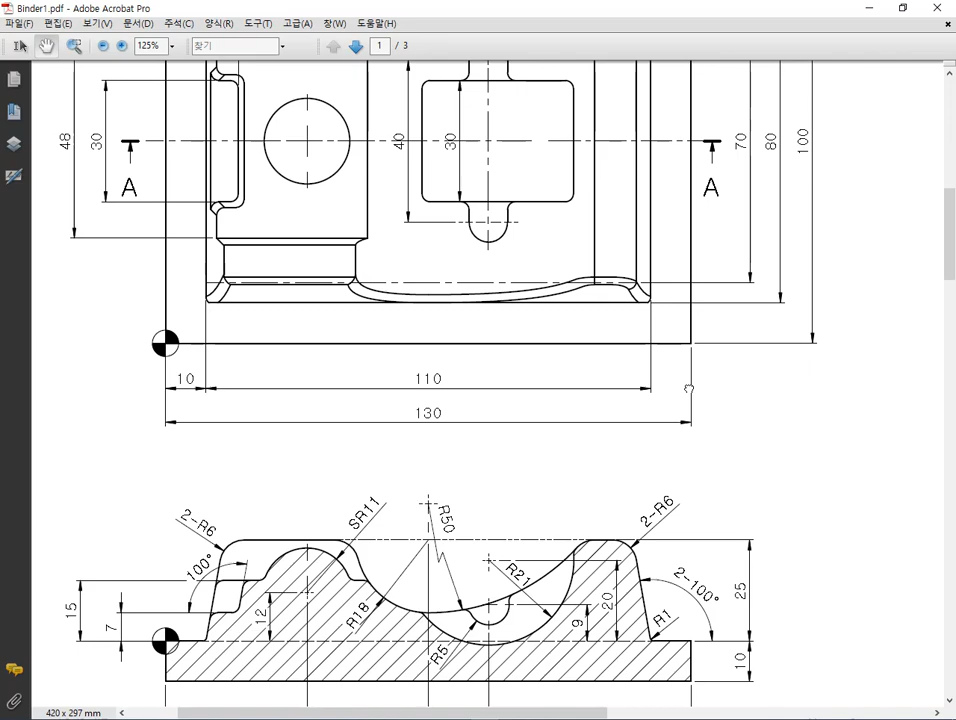 Binder1.pdf - Adobe Acrobat Pro
파일(F) 편집(E) 보기(V) 문서(D) 주석(C) 양식(R) 도구(T) 고급(A) 창(W) 도움말(H)
125% 찾기 1 / 3
48 30 40 30 70 80 100
A A
10 110
130
2-R6 SR11 R50 2-R6
100° R21 2-100°
15 7 12 R18 R5 9 20 R1 25
10
420 x 297 mm